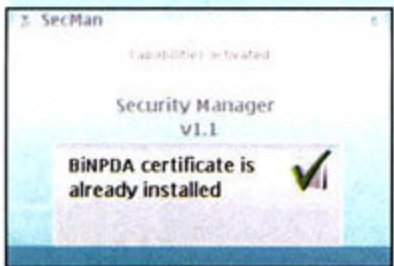 SecMan
Capabilities activated
Security Manager
v1.1
BiNPDA certificate is
already installed